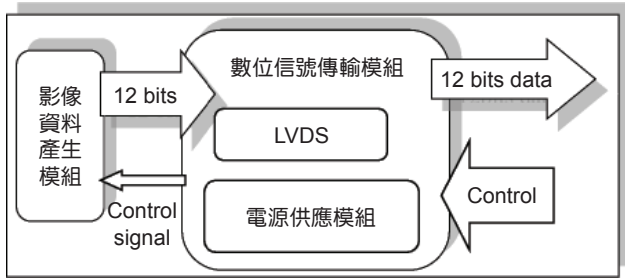 影像
資料
產生
模組
12 bits
Control
signal
數位信號傳輸模組
LVDS
電源供應模組
12 bits data
Control